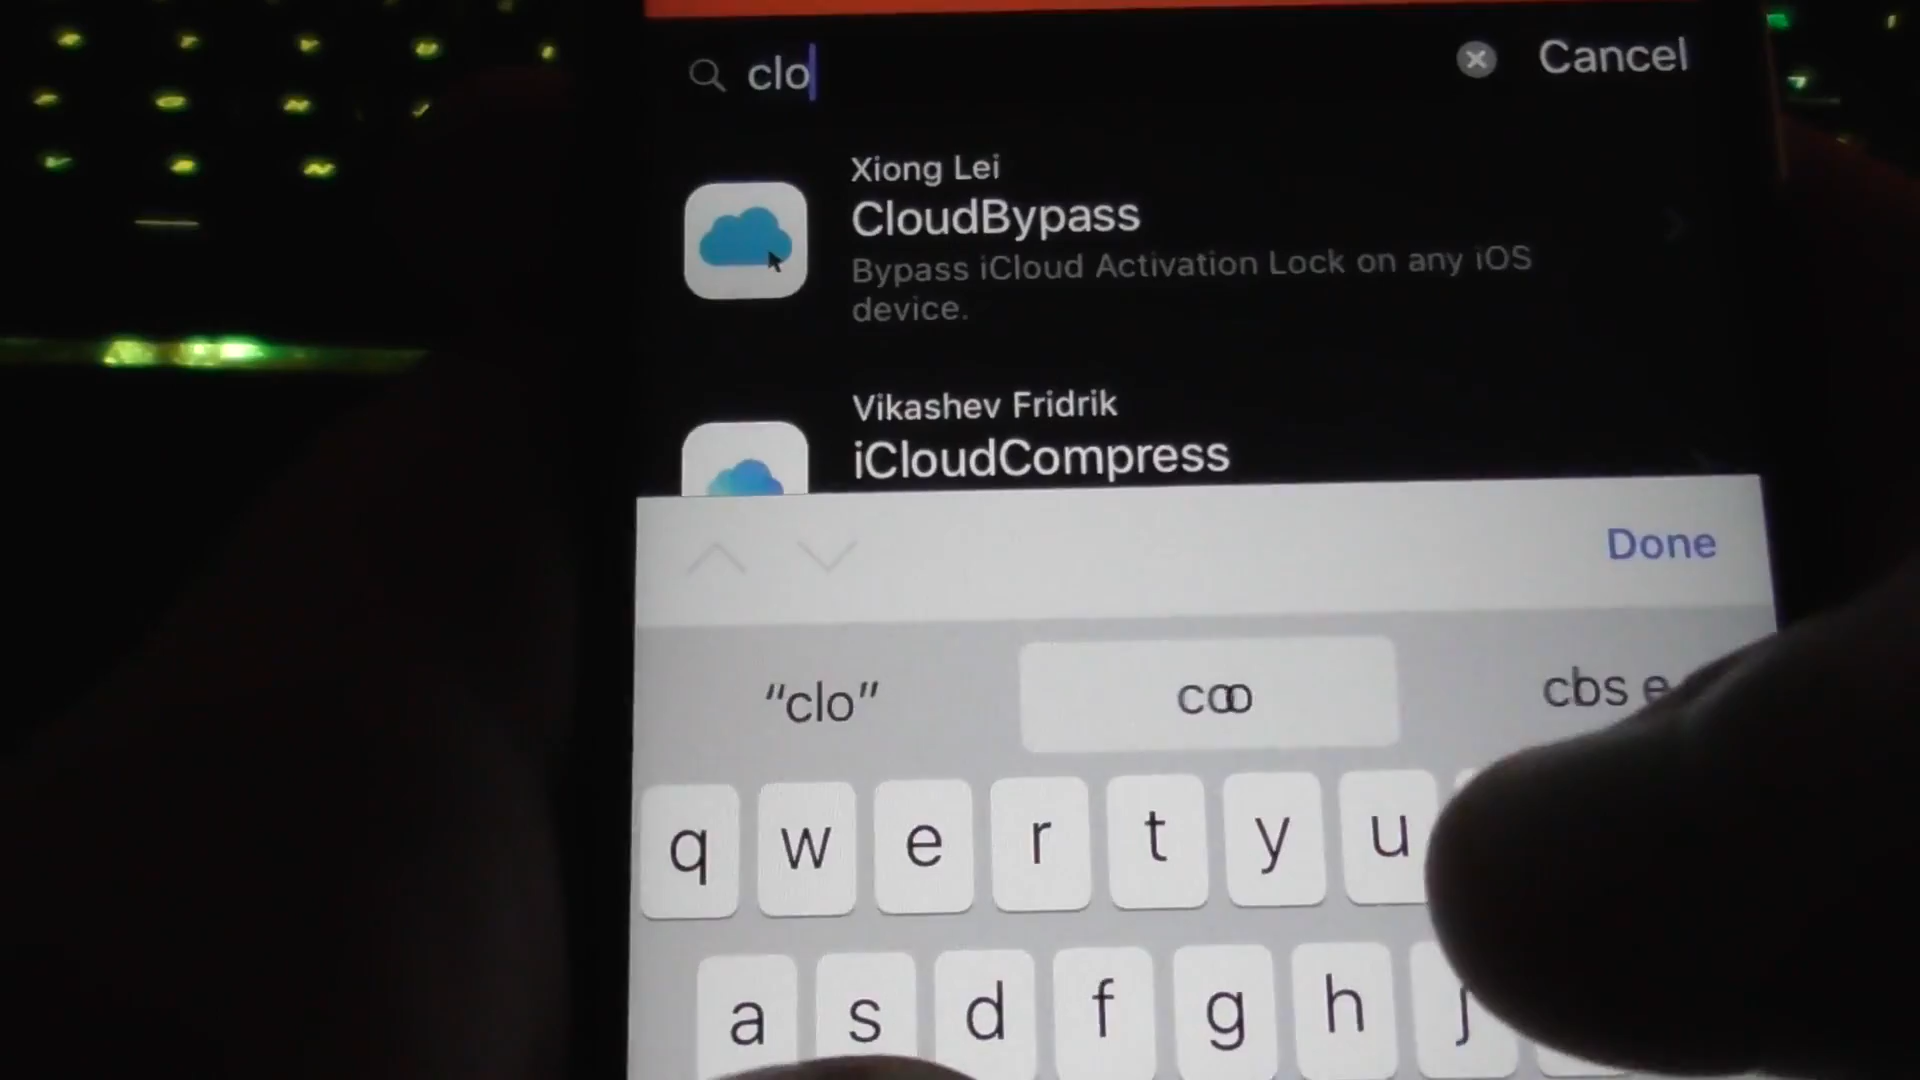 clo
Cancel
Xiong Lei
CloudBypass
Bypass iCloud Activation Lock on any iOS
device.
Vikashev Fridrik
iCloudCompress
Done
“clo” coo cbs e
q w e r t y u
a s d f g h j